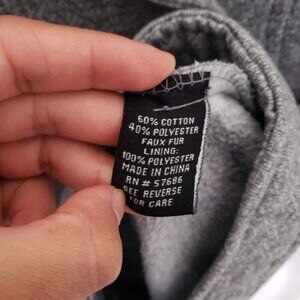 60% COTTON
40% POLYESTER
FAUX FUR
LINING:
100% POLYESTER
MADE IN CHINA
RN # 57686
SEE REVERSE
FOR CARE